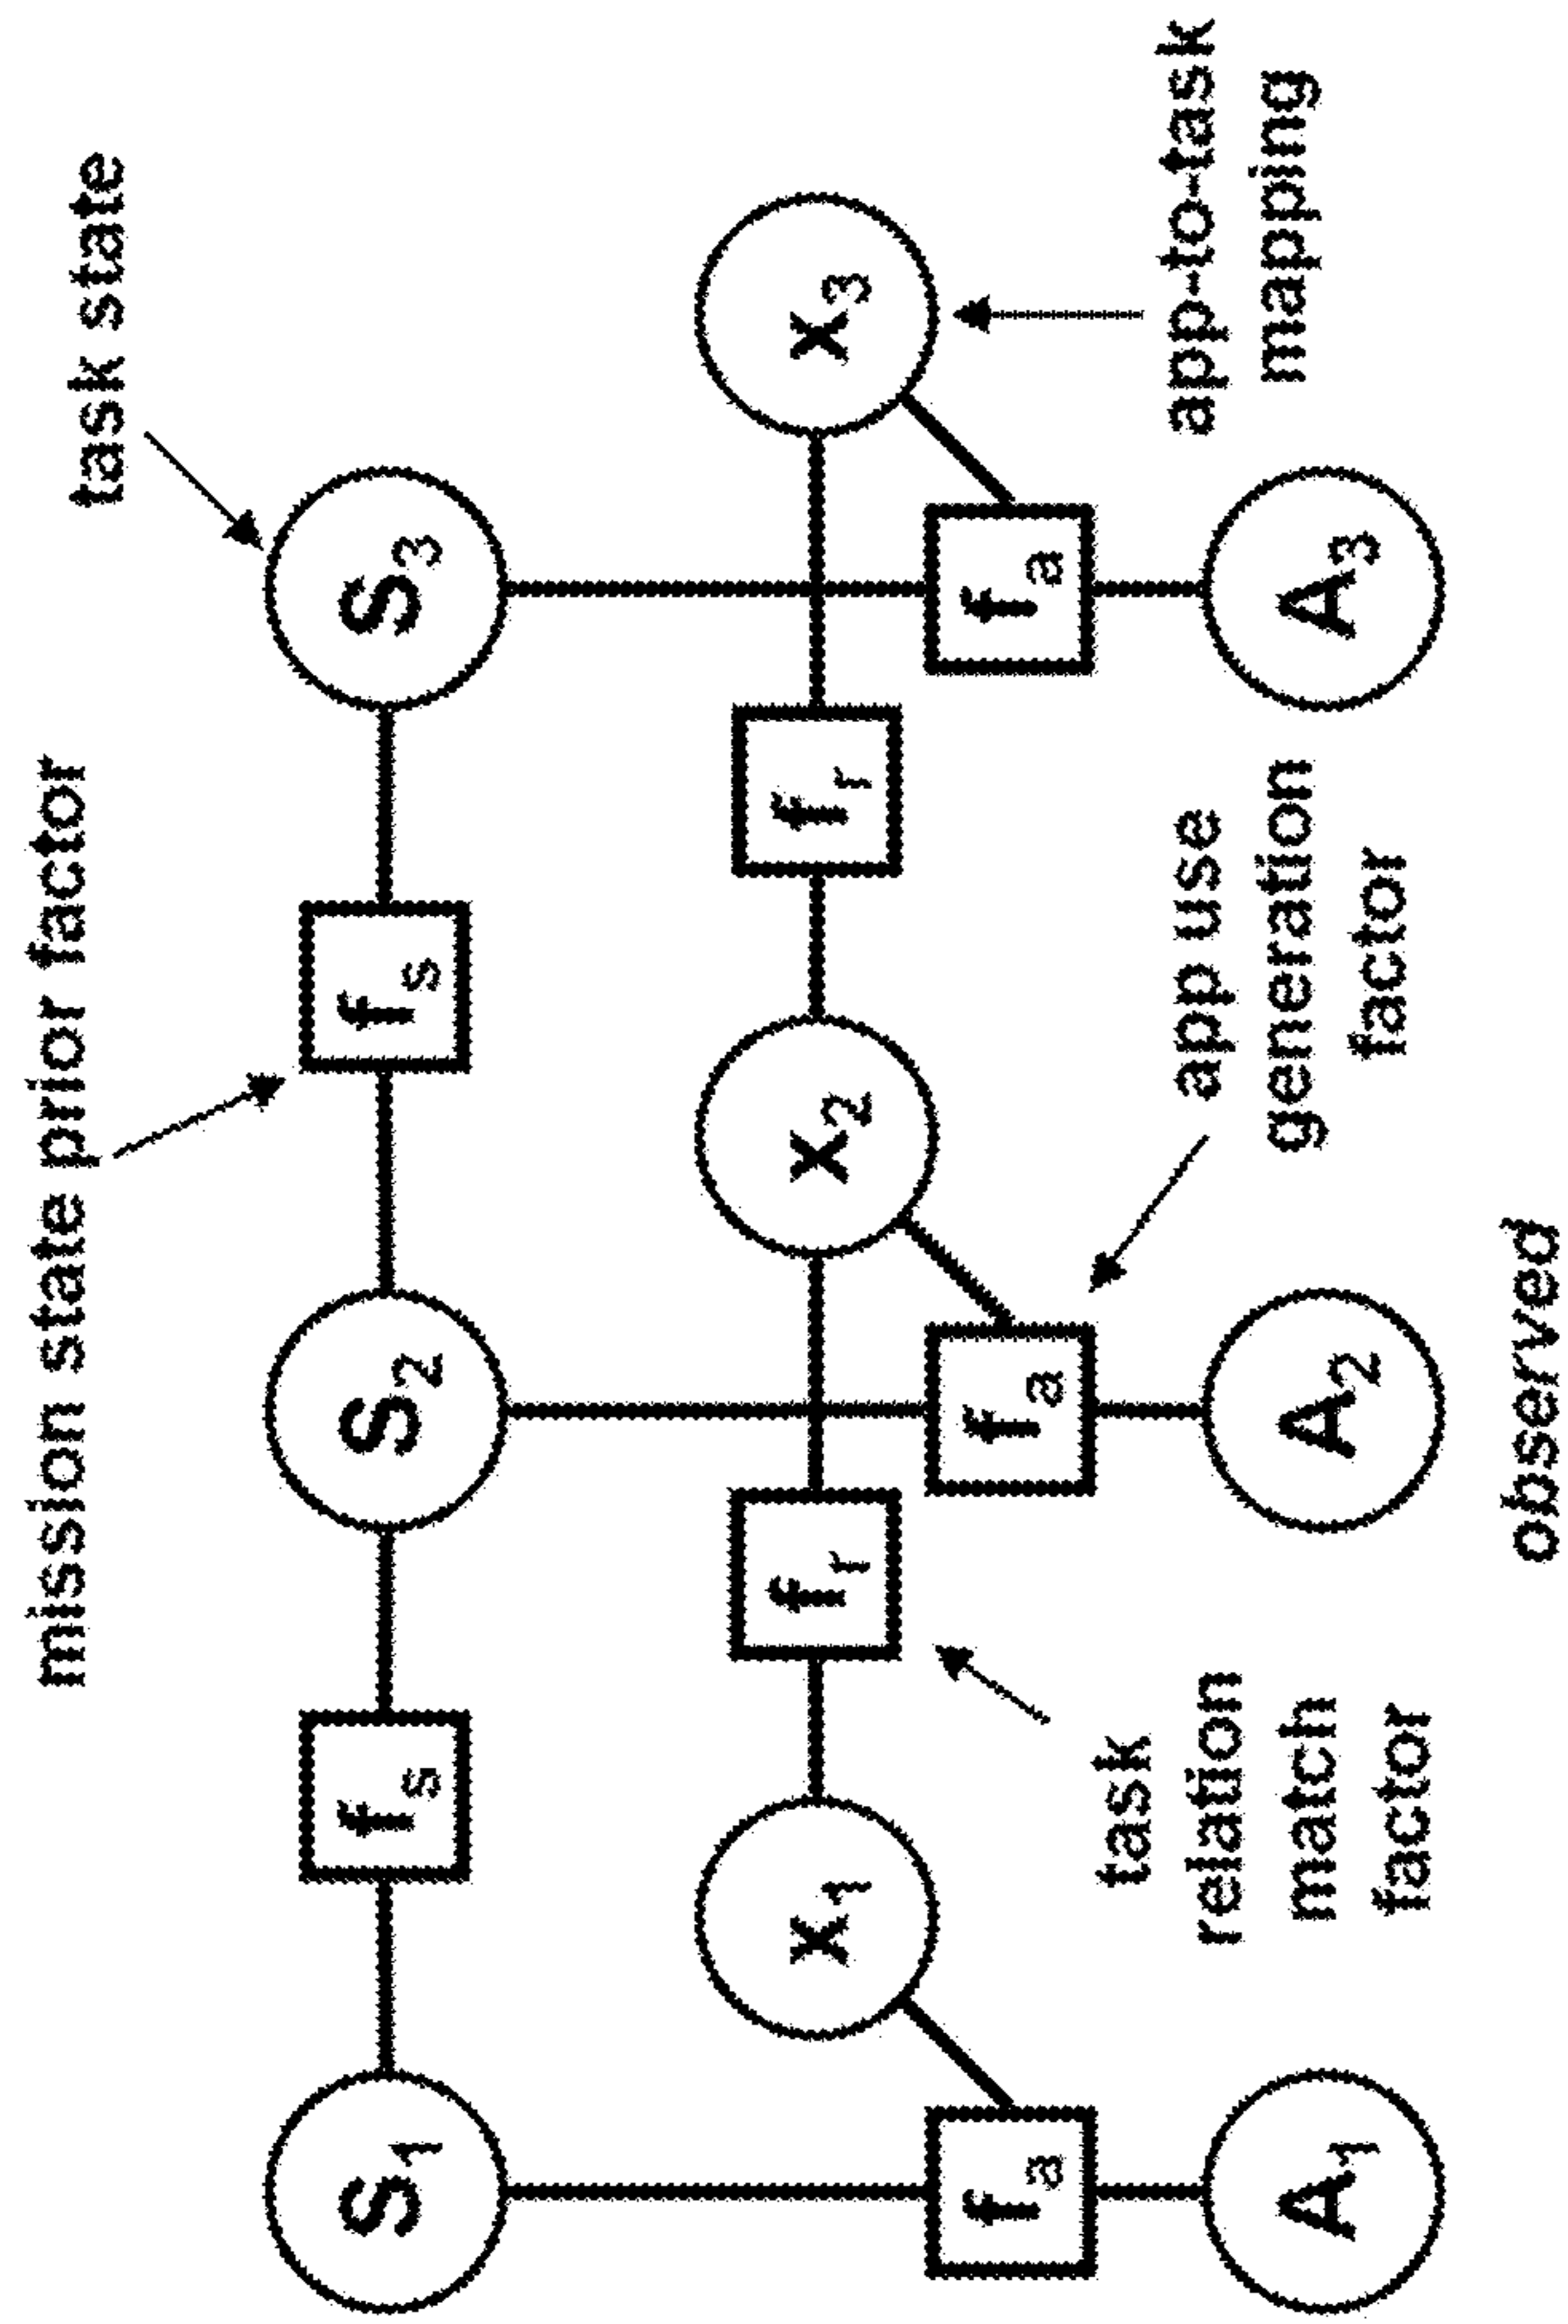 mission state prior factor
task state
S₁
fₛ
S₂
fₛ
S₃
x₁
fᵣ
x₂
fᵣ
x₃
fₐ
fₐ
fₐ
A₁
A₂
A₃
task
relation
match
factor
app use
generation
factor
app-to-task
mapping
observed